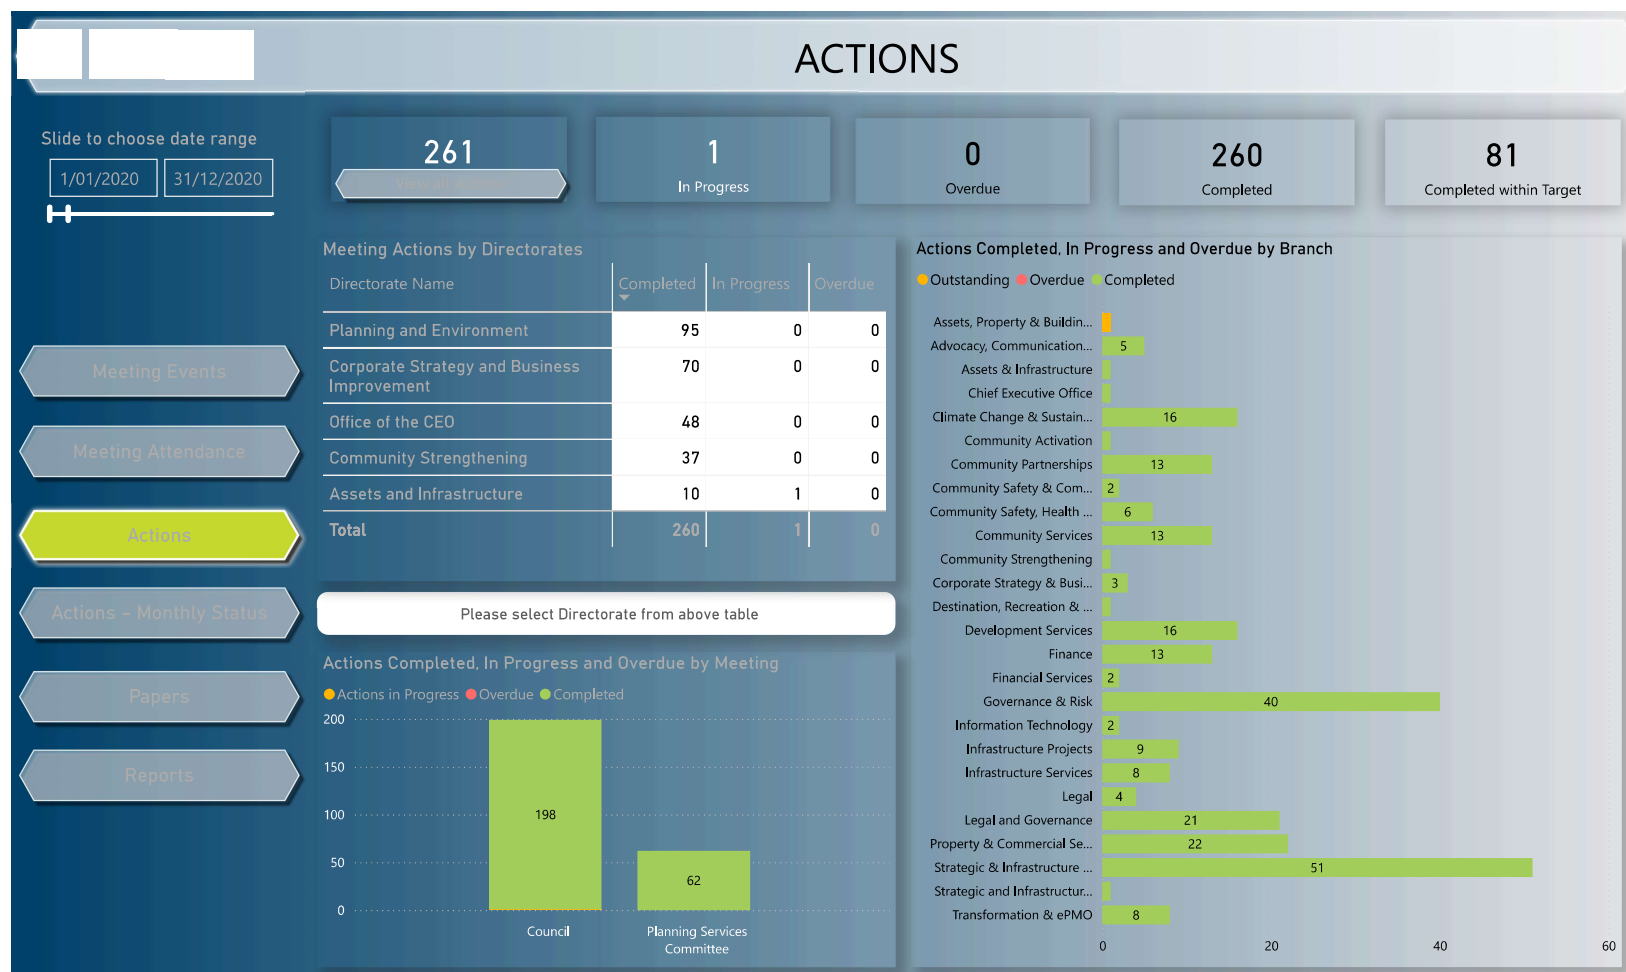 ACTIONS
Slide to choose date range
1/01/2020
31/12/2020
261
View all Actions
1
In Progress
0
Overdue
260
Completed
81
Completed within Target
Meeting Events
Meeting Attendance
Actions
Actions – Monthly Status
Papers
Reports
Meeting Actions by Directorates
Directorate Name Completed In Progress Overdue
Planning and Environment 95 0 0
Corporate Strategy and Business 70 0 0
Improvement
Office of the CEO 48 0 0
Community Strengthening 37 0 0
Assets and Infrastructure 10 1 0
Total 260 1 0
Please select Directorate from above table
Actions Completed, In Progress and Overdue by Meeting
Actions in Progress Overdue Completed
200
150
100
50
0
198
62
Council
Planning Services
Committee
Actions Completed, In Progress and Overdue by Branch
Outstanding Overdue Completed
Assets, Property & Buildin...
Advocacy, Communication... 5
Assets & Infrastructure
Chief Executive Office
Climate Change & Sustain... 16
Community Activation
Community Partnerships 13
Community Safety & Com... 2
Community Safety, Health ... 6
Community Services 13
Community Strengthening
Corporate Strategy & Busi... 3
Destination, Recreation & ...
Development Services 16
Finance 13
Financial Services 2
Governance & Risk 40
Information Technology 2
Infrastructure Projects 9
Infrastructure Services 8
Legal 4
Legal and Governance 21
Property & Commercial Se... 22
Strategic & Infrastructure ... 51
Strategic and Infrastructur...
Transformation & ePMO 8
0 20 40 60